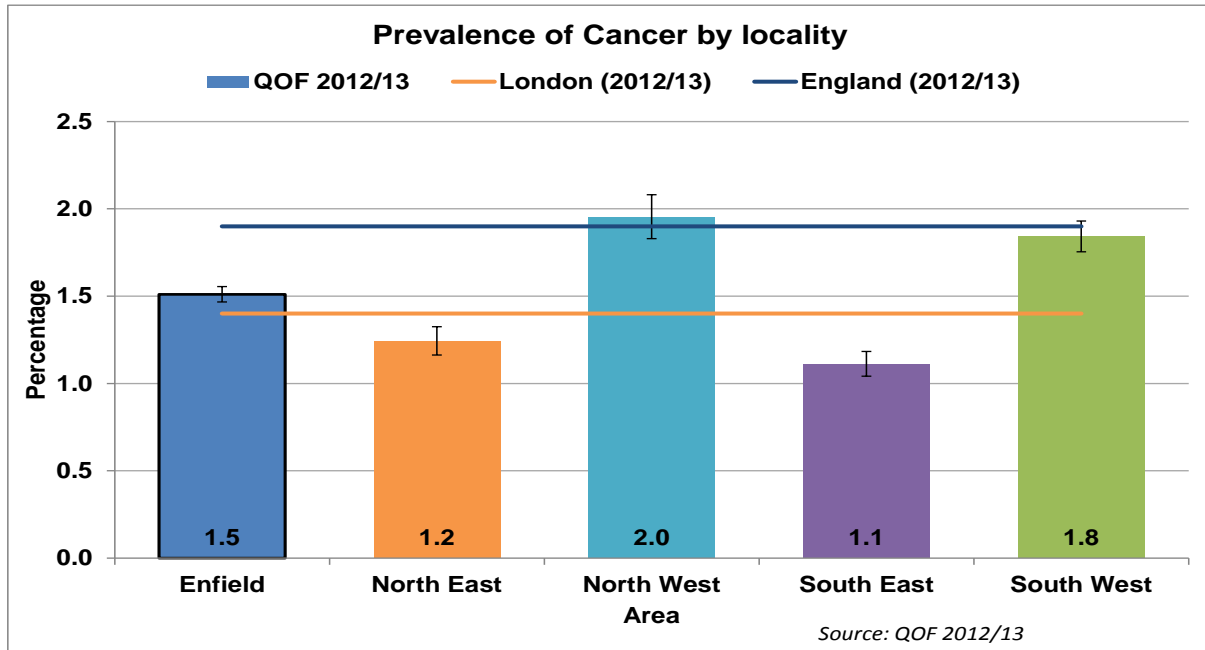 Prevalence of Cancer by locality
QOF 2012/13 London (2012/13) England (2012/13)
2.5
2.0
1.5
1.0
0.5
0.0
Percentage
1.5 1.2 2.0 1.1 1.8
Enfield North East North West South East South West
Area
Source: QOF 2012/13